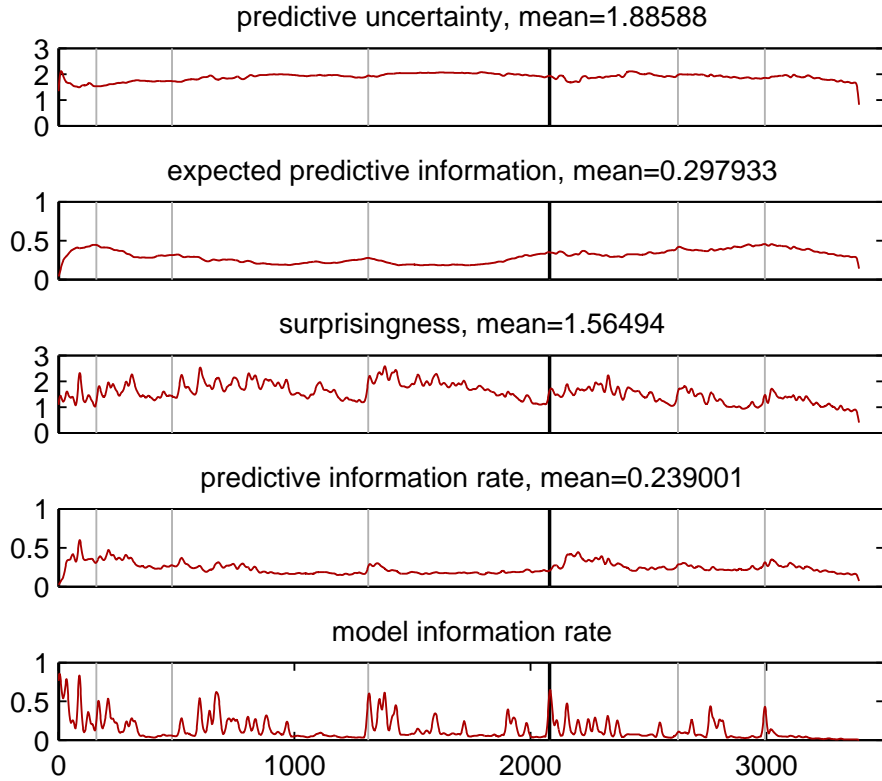 predictive uncertainty, mean=1.88588
3
2
1
0
expected predictive information, mean=0.297933
1
0.5
0
surprisingness, mean=1.56494
3
2
1
0
predictive information rate, mean=0.239001
1
0.5
0
model information rate
1
0.5
0
0 1000 2000 3000